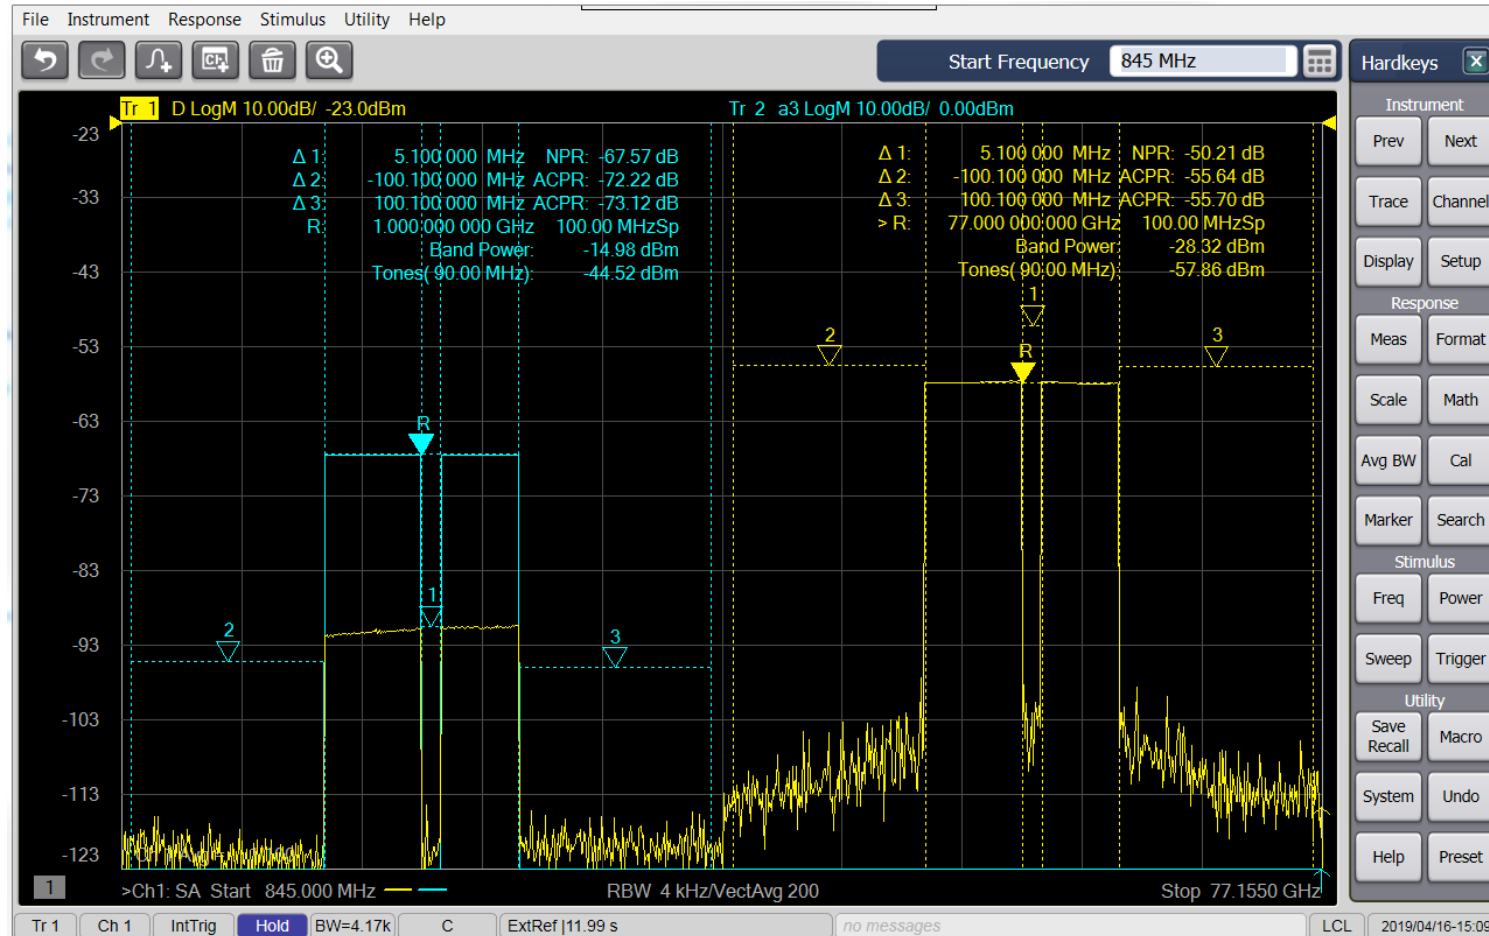 File Instrument Response Stimulus Utility Help
Start Frequency 845 MHz
Hardkeys
Tr 1 D LogM 10.00dB/ -23.0dBm
Tr 2 a3 LogM 10.00dB/ 0.00dBm
Δ 1: 5.100 000 MHz NPR: -67.57 dB
Δ 2: -100.100 000 MHz ACPR: -72.22 dB
Δ 3: 100.100 000 MHz ACPR: -73.12 dB
R: 1.000 000 000 GHz 100.00 MHzSp
Band Power: -14.98 dBm
Tones( 90.00 MHz): -44.52 dBm
Δ 1: 5.100 000 MHz NPR: -50.21 dB
Δ 2: -100.100 000 MHz ACPR: -55.64 dB
Δ 3: 100.100 000 MHz ACPR: -55.70 dB
> R: 77.000 000 000 GHz 100.00 MHzSp
Band Power: -28.32 dBm
Tones( 90.00 MHz): -57.86 dBm
-23
-33
-43
-53
-63
-73
-83
-93
-103
-113
-123
R
1
2
3
1
2
R
3
1
>Ch1: SA Start 845.000 MHz
RBW 4 kHz/VectAvg 200
Stop 77.1550 GHz
Instrument
Prev Next
Trace Channel
Display Setup
Response
Meas Format
Scale Math
Avg BW Cal
Marker Search
Stimulus
Freq Power
Sweep Trigger
Utility
Save Recall Macro
System Undo
Help Preset
Tr 1 Ch 1 IntTrig Hold BW=4.17k C ExtRef |11.99 s no messages LCL 2019/04/16-15:09